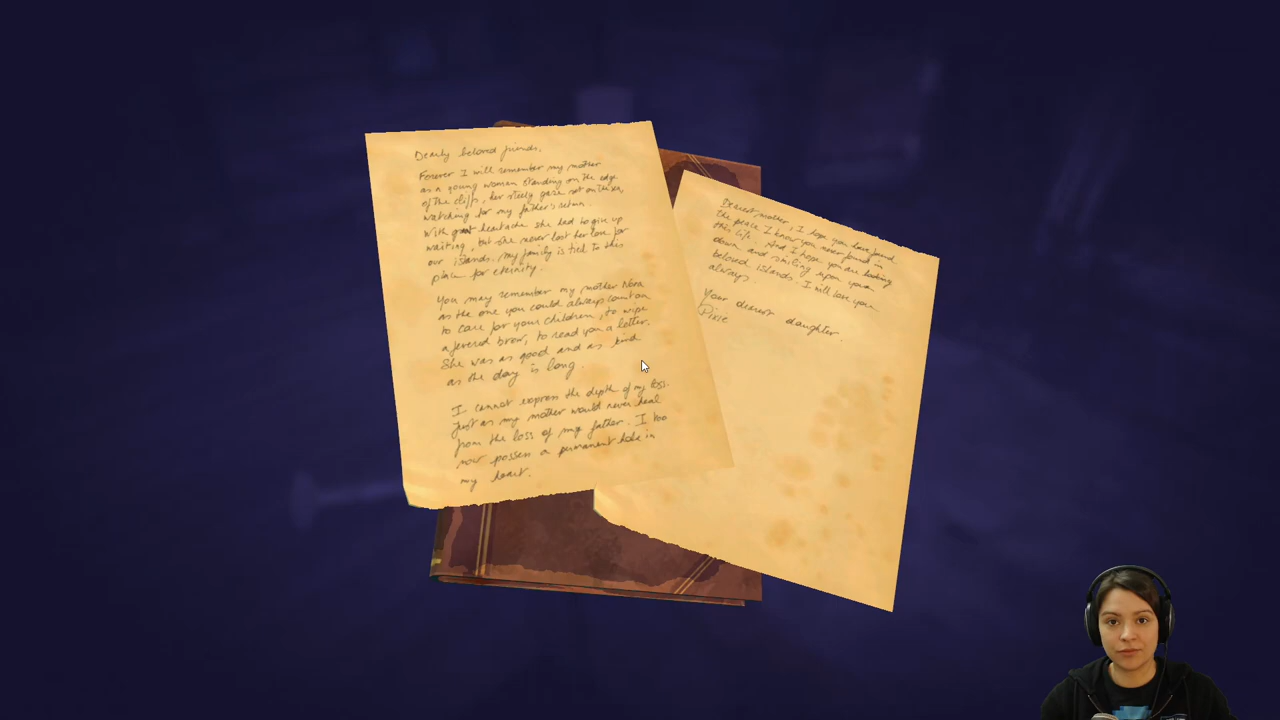 Dearly beloved friends,
Forever I will remember my mother
as a young woman standing on the edge
of the cliffs, her steely gaze set on the sea,
watching for my father's return.
With great heartache she had to give up
waiting, but she never lost her love for
our islands. My family is tied to this
place for eternity.
You may remember my mother Nora
as the one you could always count on
to care for your children, to wipe
a fevered brow, to read you a letter.
She was as good and as kind
as the day is long.
I cannot express the depth of my loss.
Just as my mother would never heal
from the loss of my father. I too
now possess a permanent hole in
my heart.
Dearest mother, I hope you have found
the peace I know you never found in
this life. And I hope you are looking
down and smiling upon your
beloved islands. I will love you
always.
Your dearest daughter.
Pixie